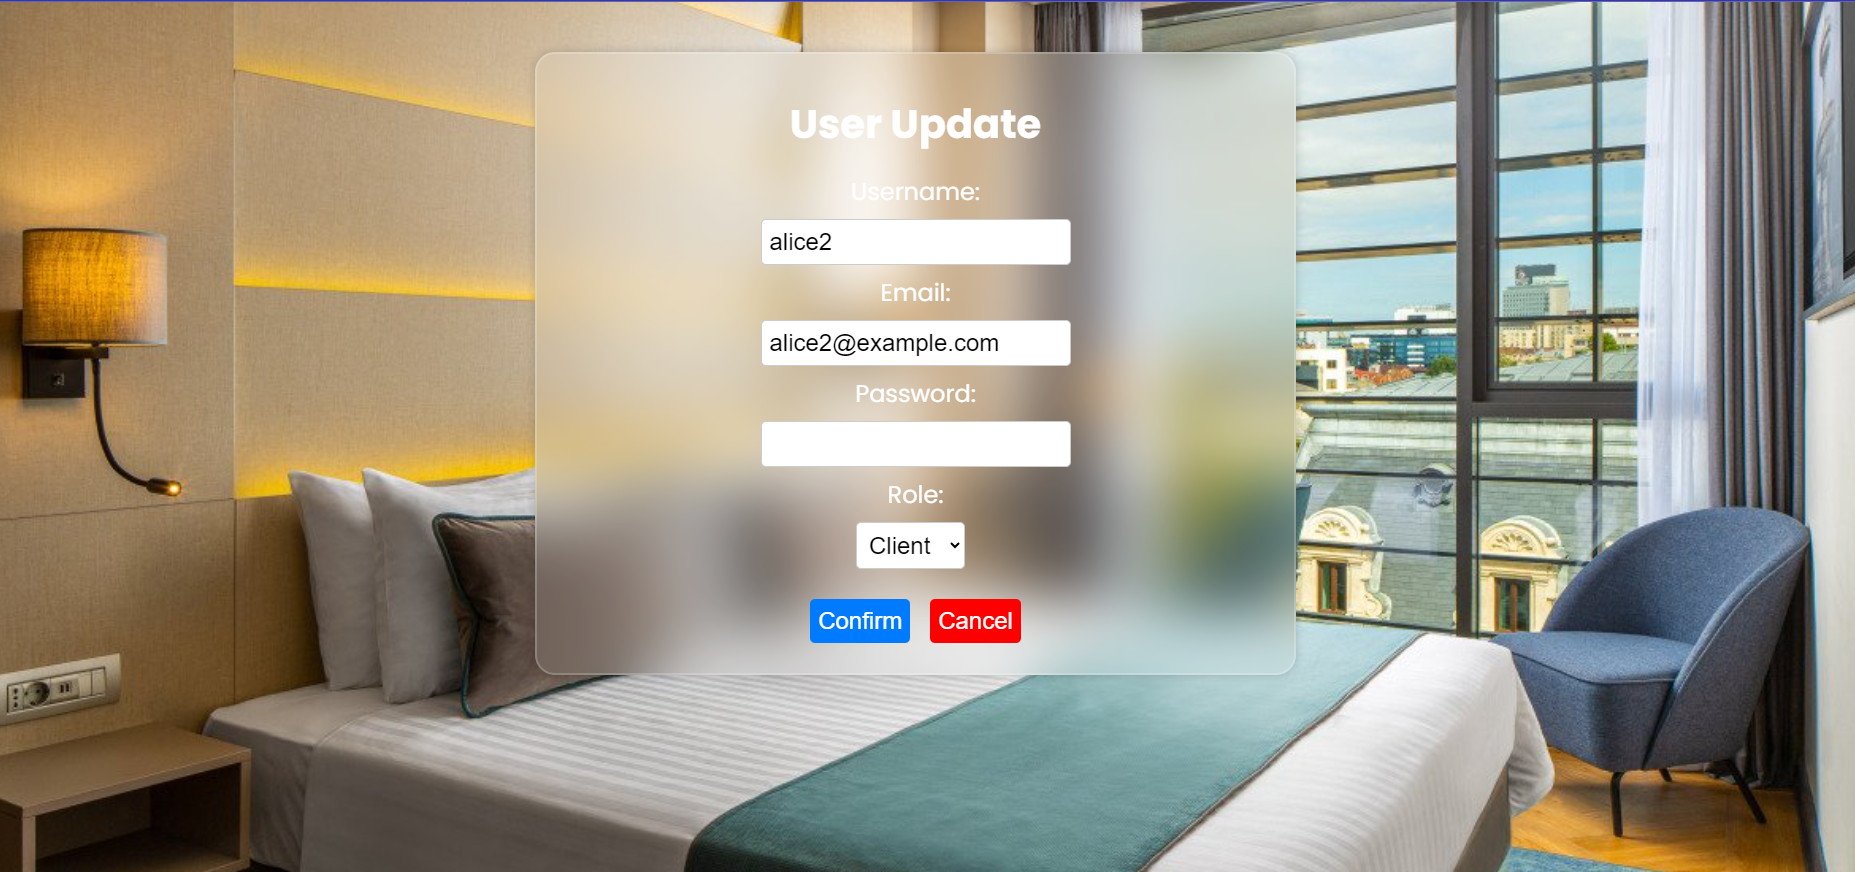 User Update
Username:
alice2
Email:
alice2@example.com
Password:
Role:
Client
Confirm Cancel